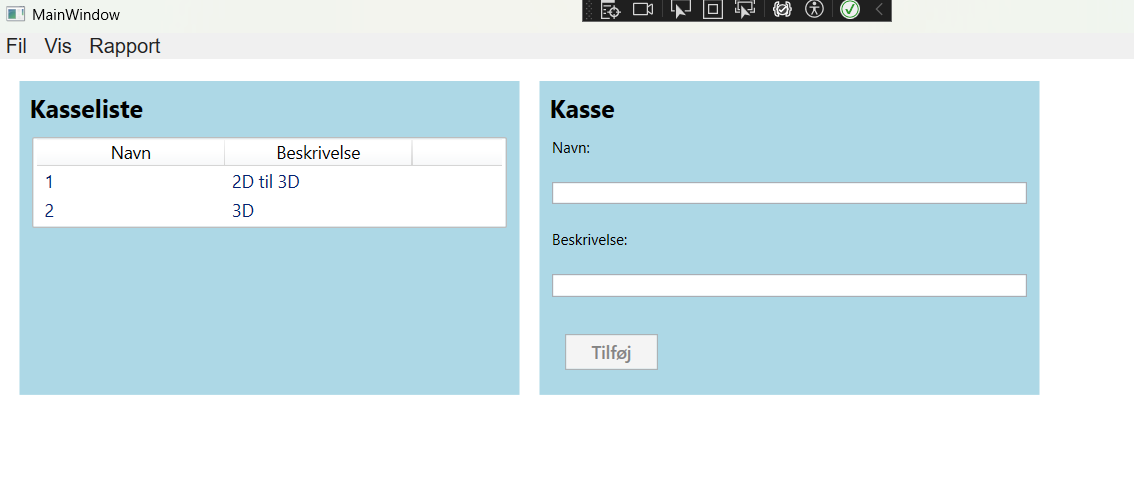 MainWindow
Fil Vis Rapport
Kasseliste
Navn Beskrivelse
1 2D til 3D
2 3D
Kasse
Navn:
Beskrivelse:
Tilføj